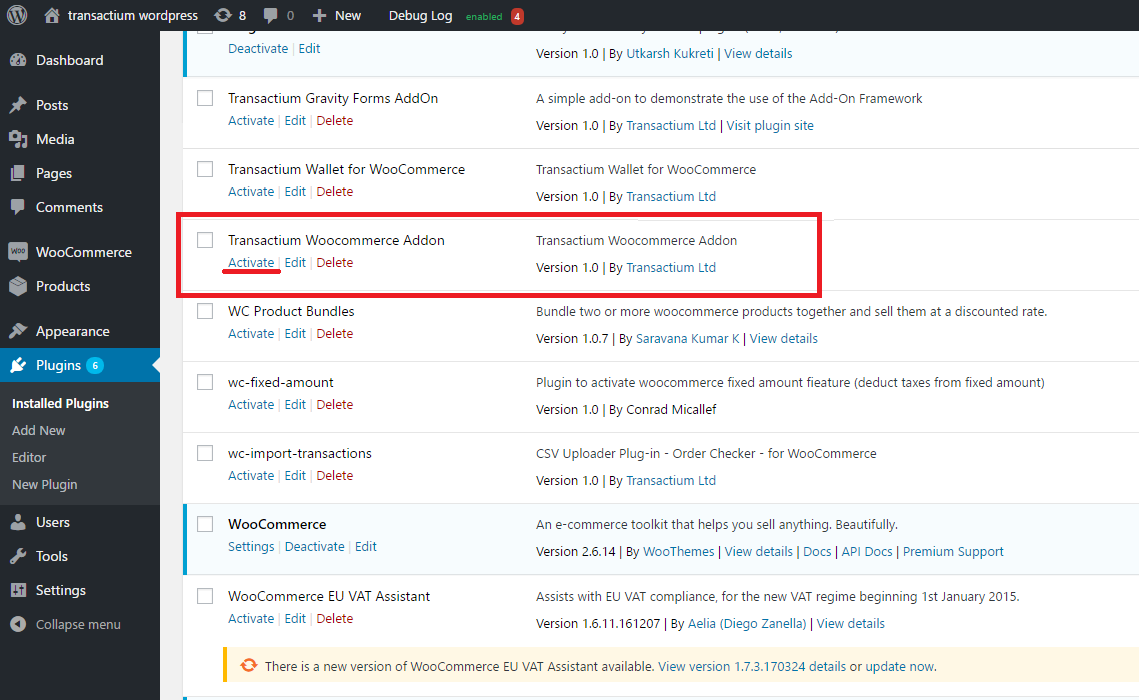 transactium wordpress 8 0 New Debug Log enabled 4
Dashboard
Posts
Media
Pages
Comments
WooCommerce
Products
Appearance
Plugins 6
Installed Plugins
Add New
Editor
New Plugin
Users
Tools
Settings
Collapse menu
Deactivate | Edit
Version 1.0 | By Utkarsh Kukreti | View details
Transactium Gravity Forms AddOn
Activate | Edit | Delete
A simple add-on to demonstrate the use of the Add-On Framework
Version 1.0 | By Transactium Ltd | Visit plugin site
Transactium Wallet for WooCommerce
Activate | Edit | Delete
Transactium Wallet for WooCommerce
Version 1.0 | By Transactium Ltd
Transactium Woocommerce Addon
Activate | Edit | Delete
Transactium Woocommerce Addon
Version 1.0 | By Transactium Ltd
WC Product Bundles
Activate | Edit | Delete
Bundle two or more woocommerce products together and sell them at a discounted rate.
Version 1.0.7 | By Saravana Kumar K | View details
wc-fixed-amount
Activate | Edit | Delete
Plugin to activate woocommerce fixed amount fieature (deduct taxes from fixed amount)
Version 1.0 | By Conrad Micallef
wc-import-transactions
Activate | Edit | Delete
CSV Uploader Plug-in - Order Checker - for WooCommerce
Version 1.0 | By Transactium Ltd
WooCommerce
Settings | Deactivate | Edit
An e-commerce toolkit that helps you sell anything. Beautifully.
Version 2.6.14 | By WooThemes | View details | Docs | API Docs | Premium Support
WooCommerce EU VAT Assistant
Activate | Edit | Delete
Assists with EU VAT compliance, for the new VAT regime beginning 1st January 2015.
Version 1.6.11.161207 | By Aelia (Diego Zanella) | View details
There is a new version of WooCommerce EU VAT Assistant available. View version 1.7.3.170324 details or update now.